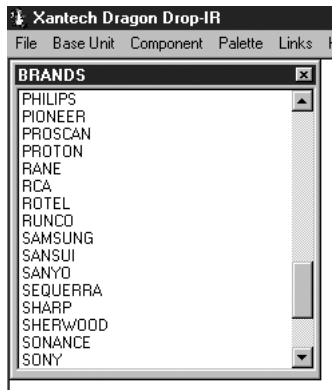 Xantech Dragon Drop-IR
File Base Unit Component Palette Links
BRANDS
PHILIPS
PIONEER
PROSCAN
PROTON
RANE
RCA
ROTEL
RUNCO
SAMSUNG
SANSUI
SANYO
SEQUERRA
SHARP
SHERWOOD
SONANCE
SONY